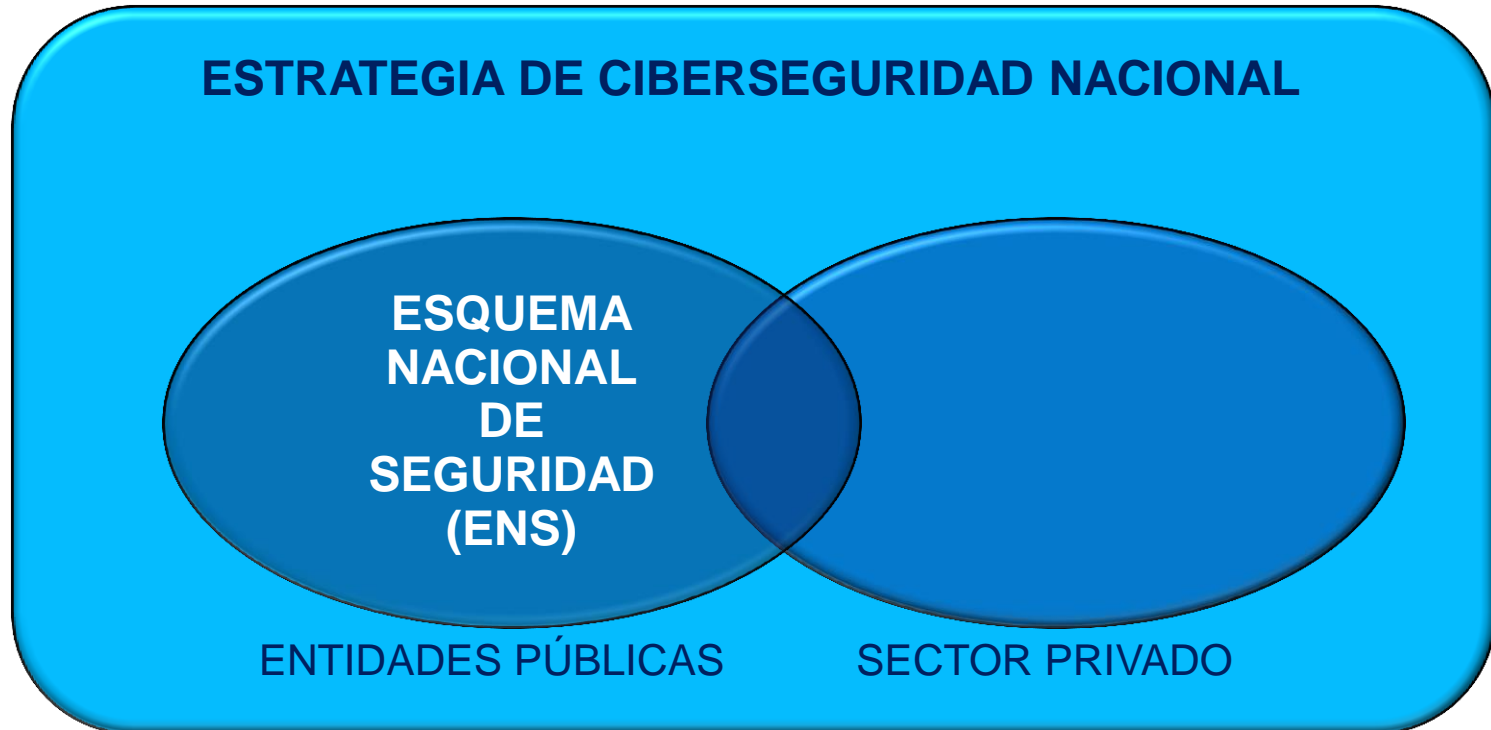 ESTRATEGIA DE CIBERSEGURIDAD NACIONAL
ESQUEMA
NACIONAL
DE
SEGURIDAD
(ENS)
ENTIDADES PÚBLICAS
SECTOR PRIVADO